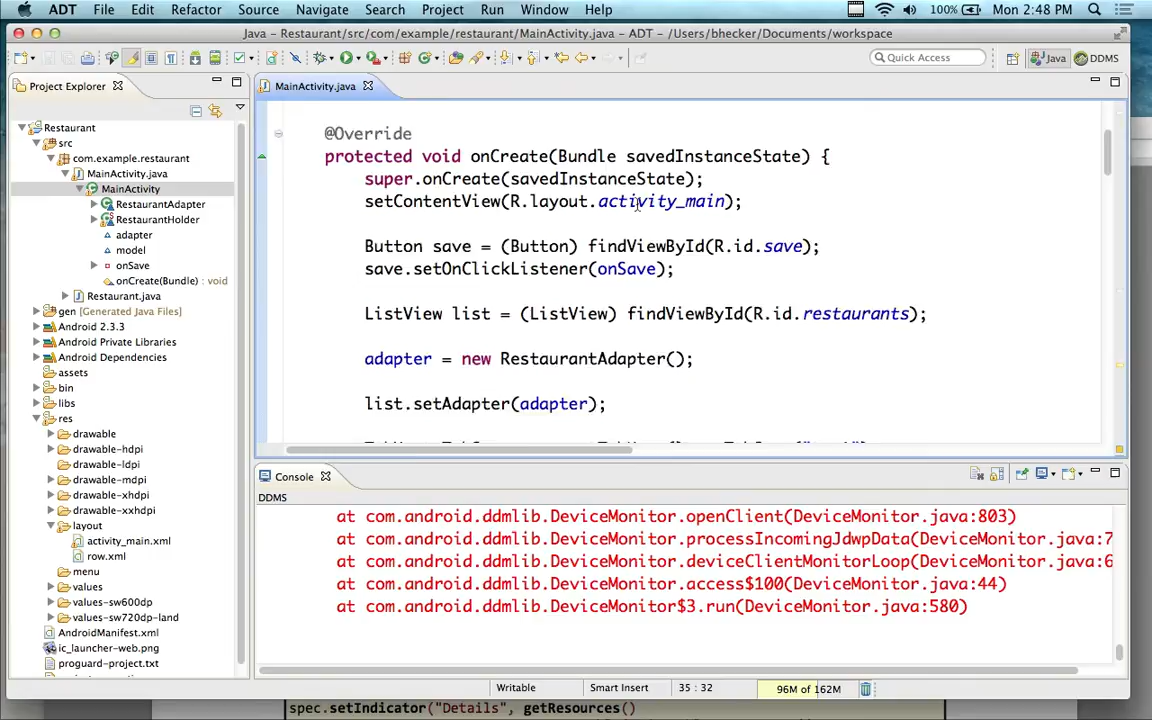 ADT File Edit Refactor Source Navigate Search Project Run Window Help 100% Mon 2:48 PM
Java - Restaurant/src/com/example/restaurant/MainActivity.java - ADT - /Users/bhecker/Documents/workspace
Quick Access
Java
DDMS
Project Explorer
Restaurant
src
com.example.restaurant
MainActivity.java
MainActivity
RestaurantAdapter
RestaurantHolder
adapter
model
onSave
onCreate(Bundle) : void
Restaurant.java
gen [Generated Java Files]
Android 2.3.3
Android Private Libraries
Android Dependencies
assets
bin
libs
res
drawable
drawable-hdpi
drawable-ldpi
drawable-mdpi
drawable-xhdpi
drawable-xxhdpi
layout
activity_main.xml
row.xml
menu
values
values-sw600dp
values-sw720dp-land
AndroidManifest.xml
ic_launcher-web.png
proguard-project.txt
MainActivity.java
@Override
protected void onCreate(Bundle savedInstanceState) {
super.onCreate(savedInstanceState);
setContentView(R.layout.activity_main);
Button save = (Button) findViewById(R.id.save);
save.setOnClickListener(onSave);
ListView list = (ListView) findViewById(R.id.restaurants);
adapter = new RestaurantAdapter();
list.setAdapter(adapter);
Console
DDMS
at com.android.ddmlib.DeviceMonitor.openClient(DeviceMonitor.java:803)
at com.android.ddmlib.DeviceMonitor.processIncomingJdwpData(DeviceMonitor.java:7
at com.android.ddmlib.DeviceMonitor.deviceClientMonitorLoop(DeviceMonitor.java:6
at com.android.ddmlib.DeviceMonitor.access$100(DeviceMonitor.java:44)
at com.android.ddmlib.DeviceMonitor$3.run(DeviceMonitor.java:580)
Writable
Smart Insert
35 : 32
96M of 162M
spec.setIndicator("Details", getResources()